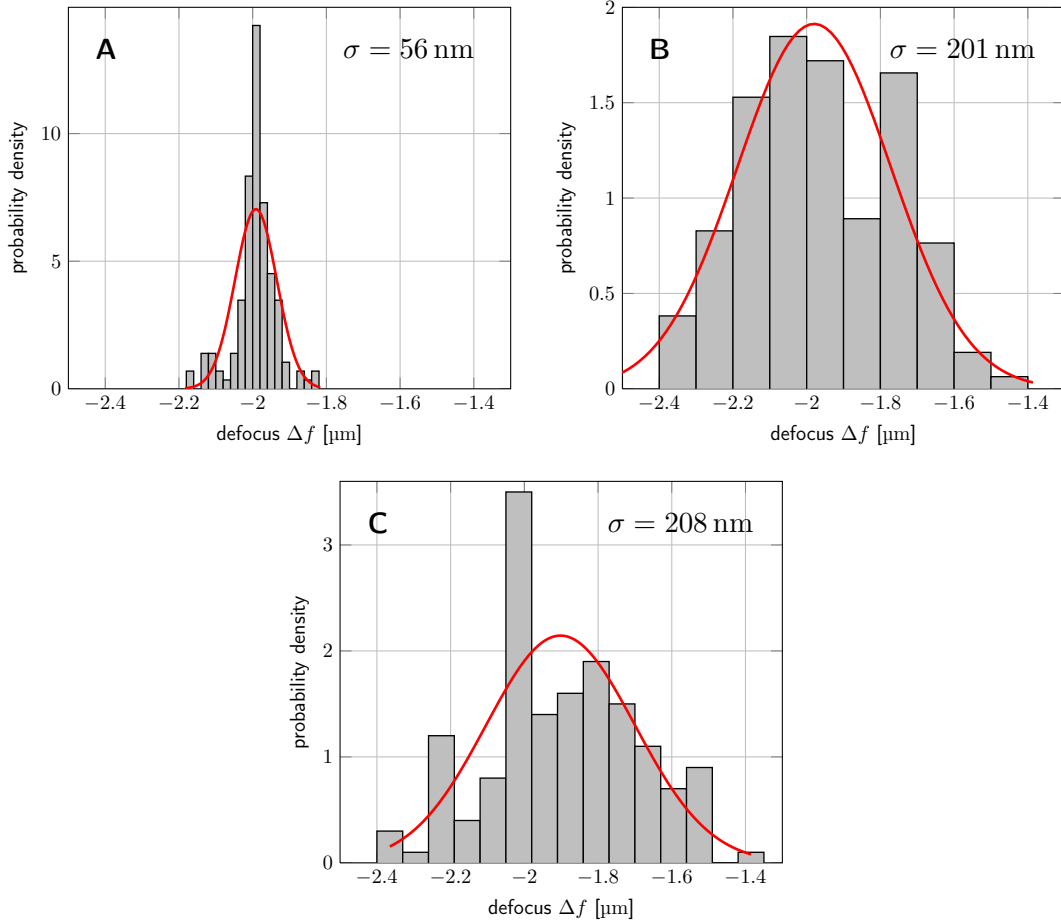 A
σ = 56 nm
probability density
10
5
0
−2.4
−2.2
−2
−1.8
−1.6
−1.4
defocus Δf [µm]
B
σ = 201 nm
probability density
2
1.5
1
0.5
0
−2.4
−2.2
−2
−1.8
−1.6
−1.4
defocus Δf [µm]
C
σ = 208 nm
probability density
3
2
1
0
−2.4
−2.2
−2
−1.8
−1.6
−1.4
defocus Δf [µm]